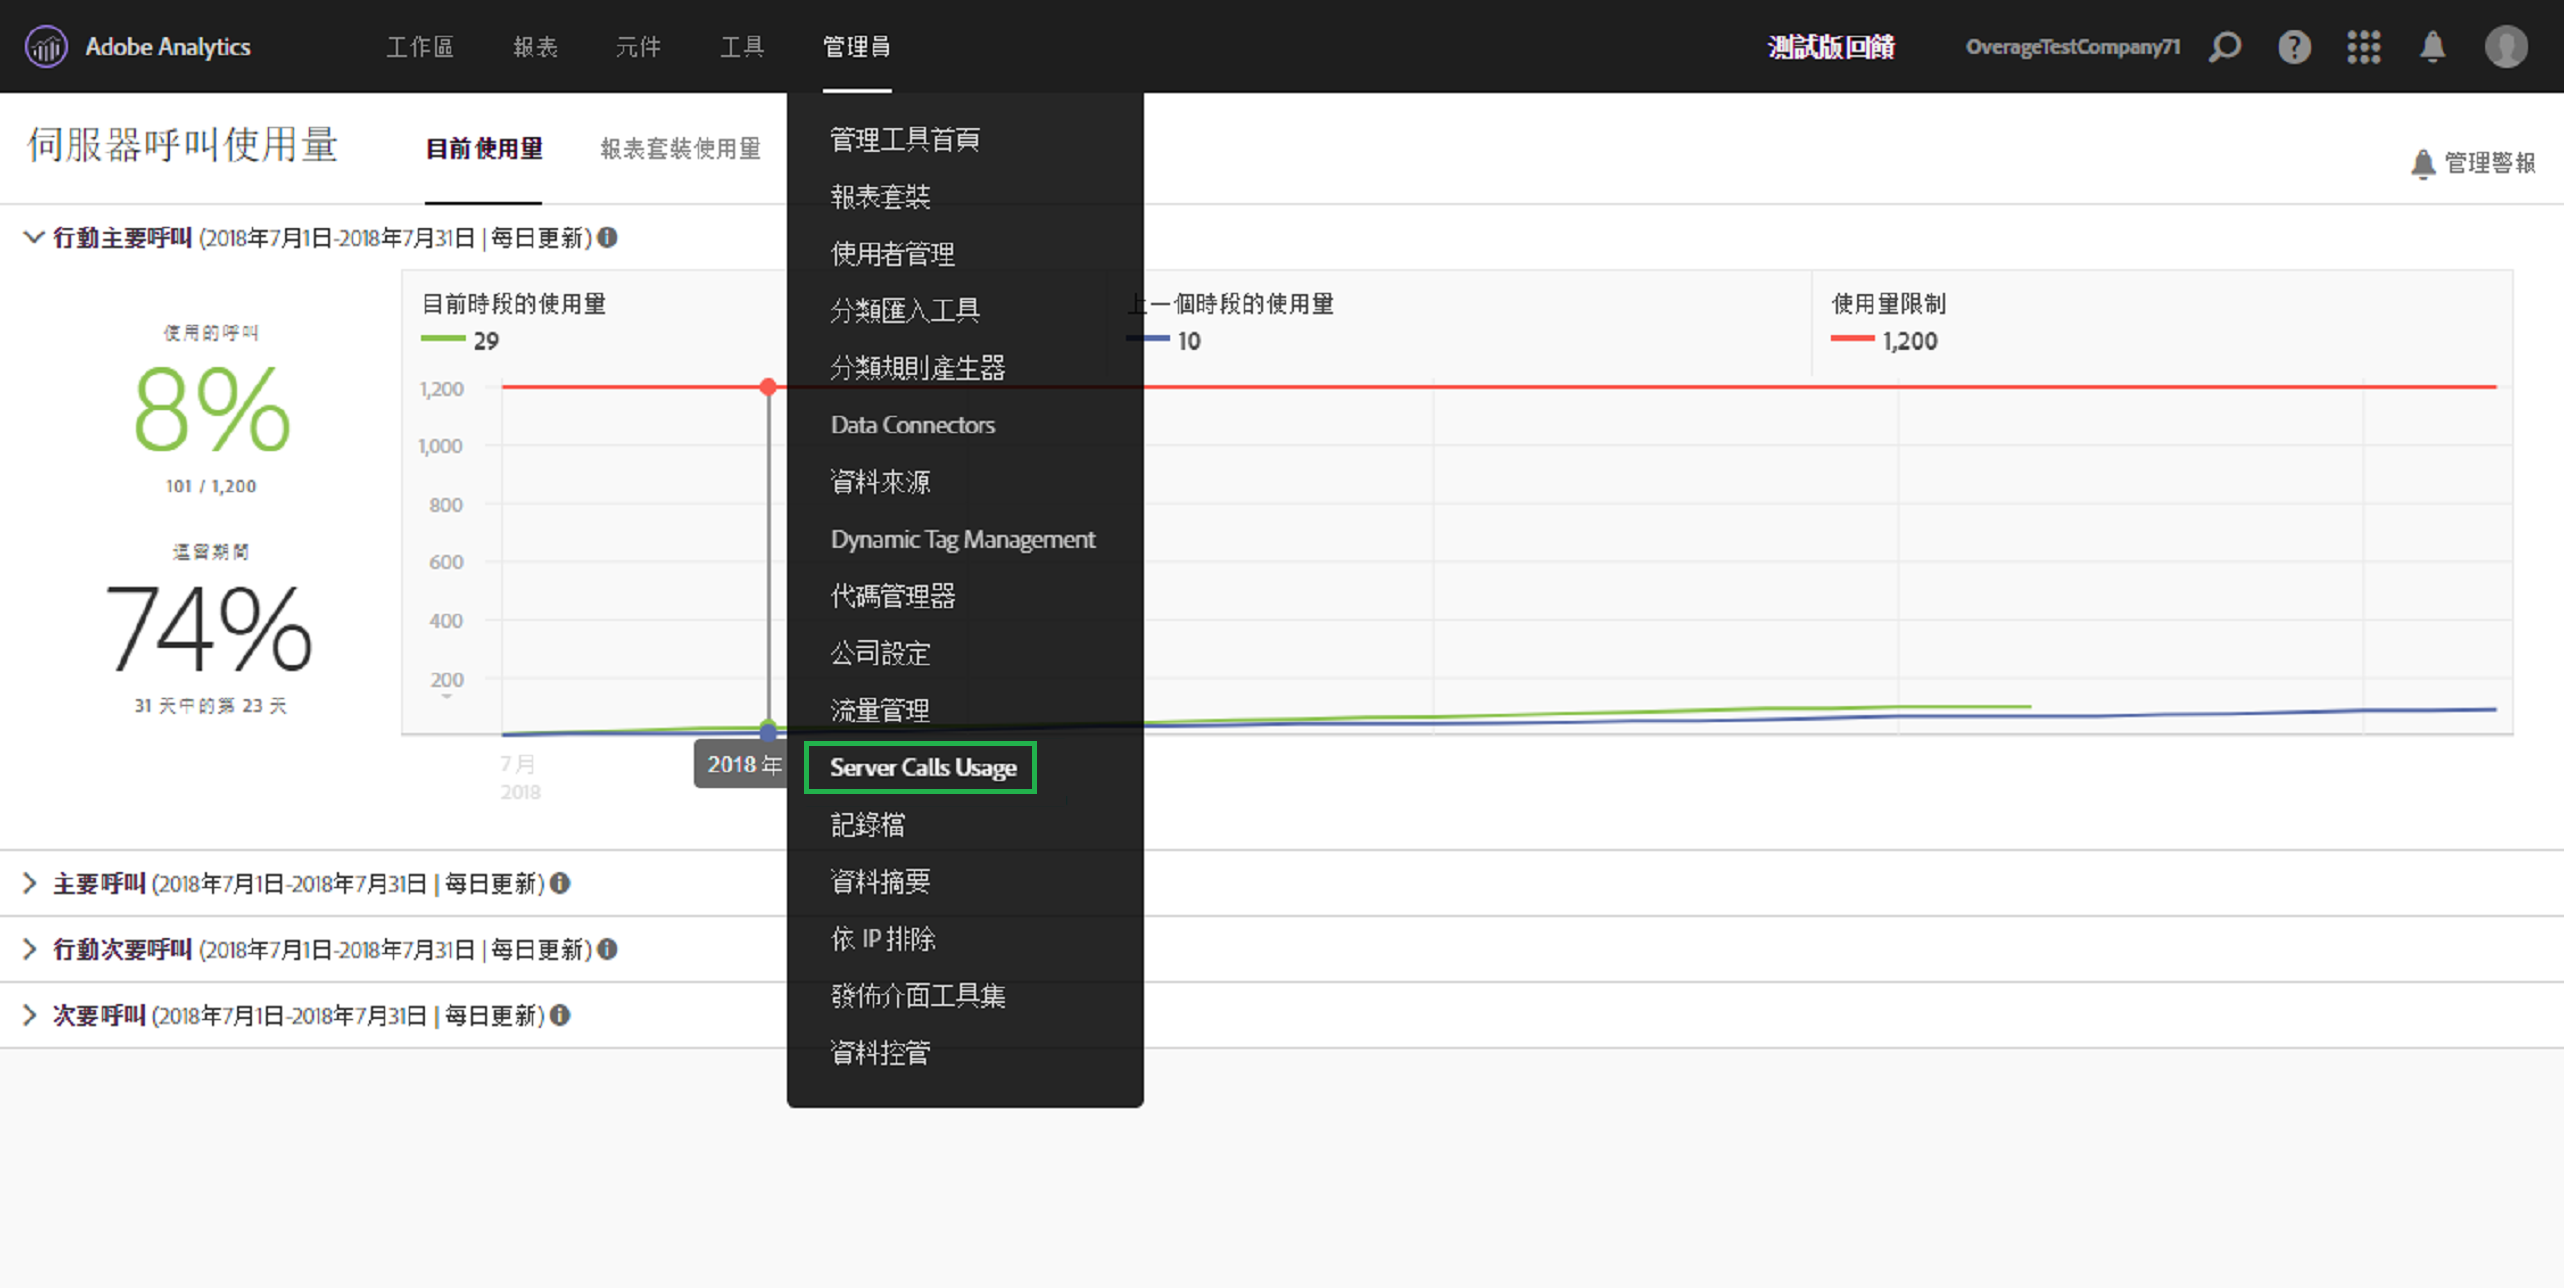 Adobe Analytics
工作區 報表 元件 工具 管理員
測試版回饋
OverageTestCompany71
伺服器呼叫使用量
目前使用量 報表套裝使用量
管理警報
行動主要呼叫 (2018年7月1日-2018年7月31日 | 每日更新)
使用的呼叫
8%
101 / 1,200
這個期間
74%
31 天中的第 23 天
目前時段的使用量
29
上一個時段的使用量
10
使用量限制
1,200
1,200
1,000
800
600
400
200
7月
2018
2018 年
管理工具首頁
報表套裝
使用者管理
分類匯入工具
分類規則產生器
Data Connectors
資料來源
Dynamic Tag Management
代碼管理器
公司設定
流量管理
Server Calls Usage
記錄檔
資料摘要
依 IP 排除
發佈介面工具集
資料控管
主要呼叫 (2018年7月1日-2018年7月31日 | 每日更新)
行動次要呼叫 (2018年7月1日-2018年7月31日 | 每日更新)
次要呼叫 (2018年7月1日-2018年7月31日 | 每日更新)